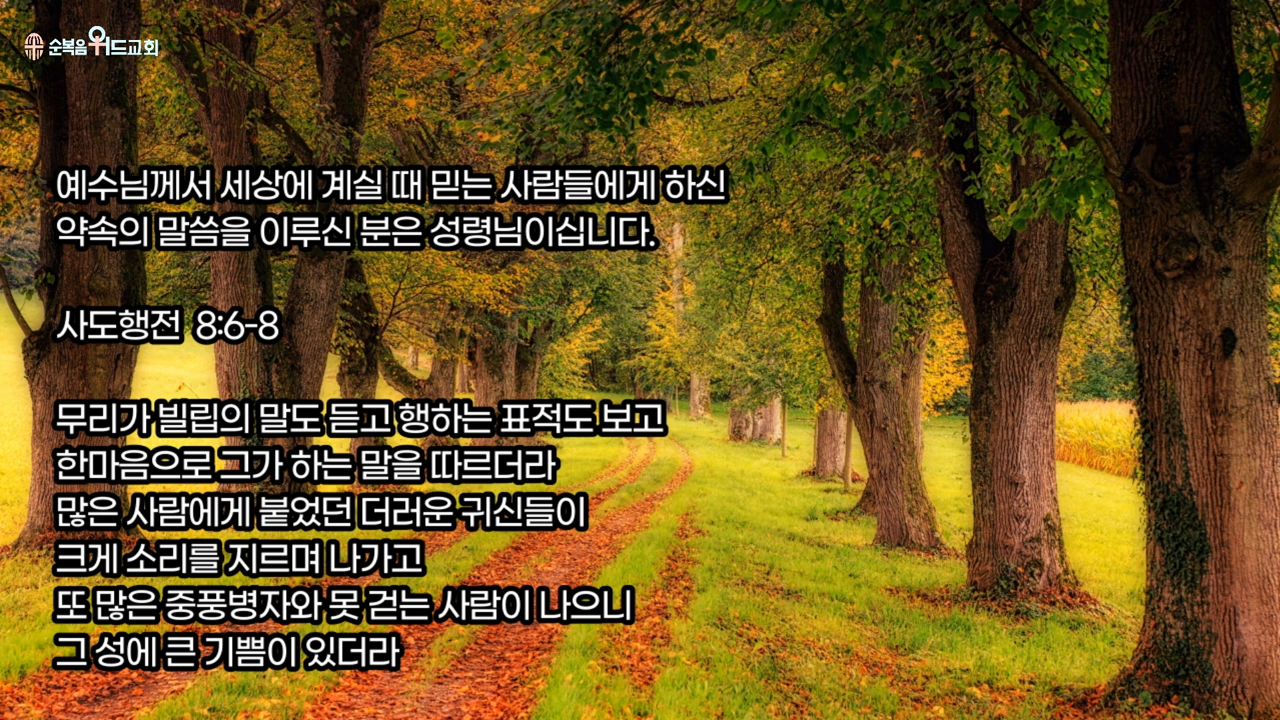 순복음위드교회
예수님께서 세상에 계실 때 믿는 사람들에게 하신
약속의 말씀을 이루신 분은 성령님이십니다.
사도행전 8:6-8
무리가 빌립의 말도 듣고 행하는 표적도 보고
한마음으로 그가 하는 말을 따르더라
많은 사람에게 붙었던 더러운 귀신들이
크게 소리를 지르며 나가고
또 많은 중풍병자와 못 걷는 사람이 나으니
그 성에 큰 기쁨이 있더라